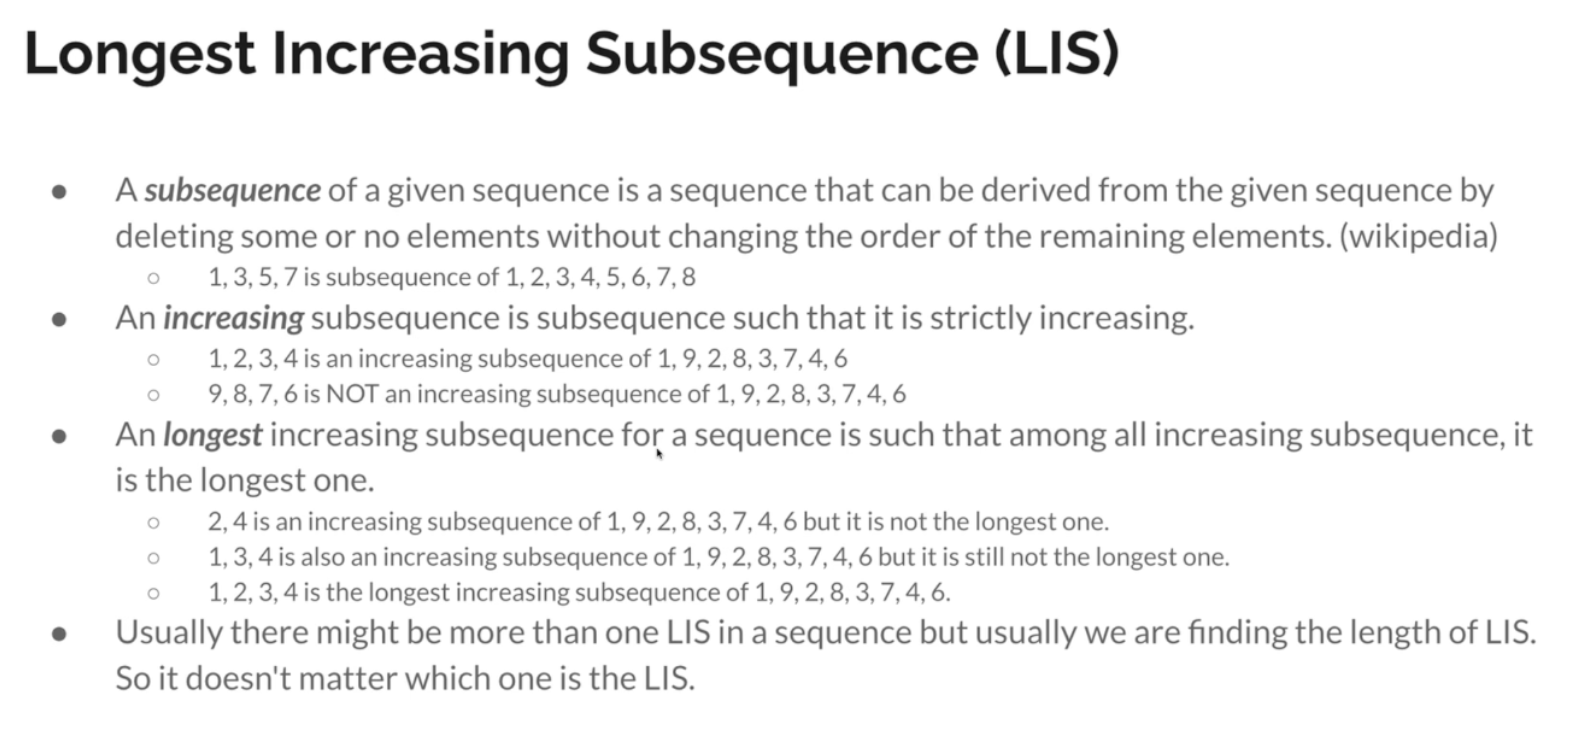 Longest Increasing Subsequence (LIS)
● A subsequence of a given sequence is a sequence that can be derived from the given sequence by
deleting some or no elements without changing the order of the remaining elements. (wikipedia)
○ 1, 3, 5, 7 is subsequence of 1, 2, 3, 4, 5, 6, 7, 8
● An increasing subsequence is subsequence such that it is strictly increasing.
○ 1, 2, 3, 4 is an increasing subsequence of 1, 9, 2, 8, 3, 7, 4, 6
○ 9, 8, 7, 6 is NOT an increasing subsequence of 1, 9, 2, 8, 3, 7, 4, 6
● An longest increasing subsequence for a sequence is such that among all increasing subsequence, it
is the longest one.
○ 2, 4 is an increasing subsequence of 1, 9, 2, 8, 3, 7, 4, 6 but it is not the longest one.
○ 1, 3, 4 is also an increasing subsequence of 1, 9, 2, 8, 3, 7, 4, 6 but it is still not the longest one.
○ 1, 2, 3, 4 is the longest increasing subsequence of 1, 9, 2, 8, 3, 7, 4, 6.
● Usually there might be more than one LIS in a sequence but usually we are finding the length of LIS.
So it doesn't matter which one is the LIS.